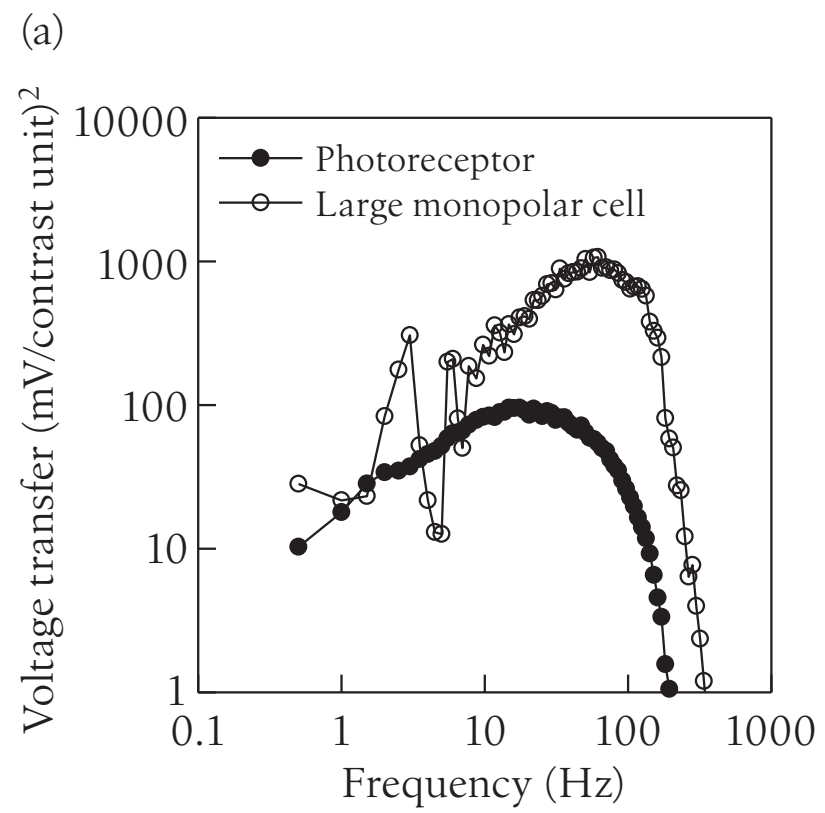 (a)
Voltage transfer (mV/contrast unit)²
10000
1000
100
10
1
Photoreceptor
Large monopolar cell
0.1 1 10 100 1000
Frequency (Hz)